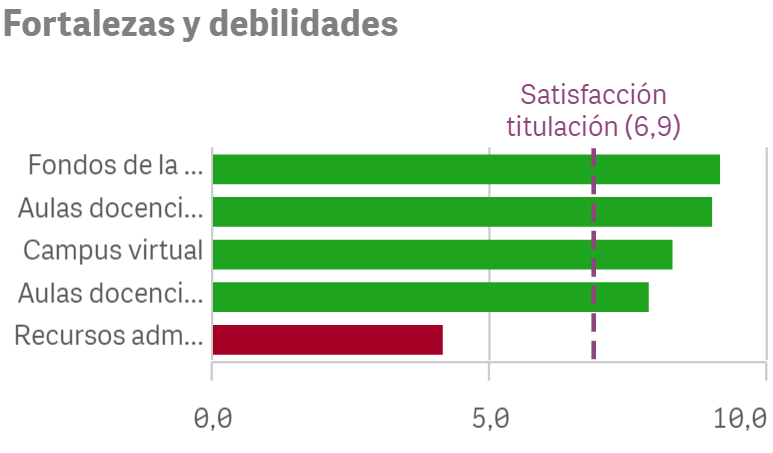 Fortalezas y debilidades
Satisfacción
titulación (6,9)
Fondos de la ...
Aulas docenci...
Campus virtual
Aulas docenci...
Recursos adm...
0,0 5,0 10,0